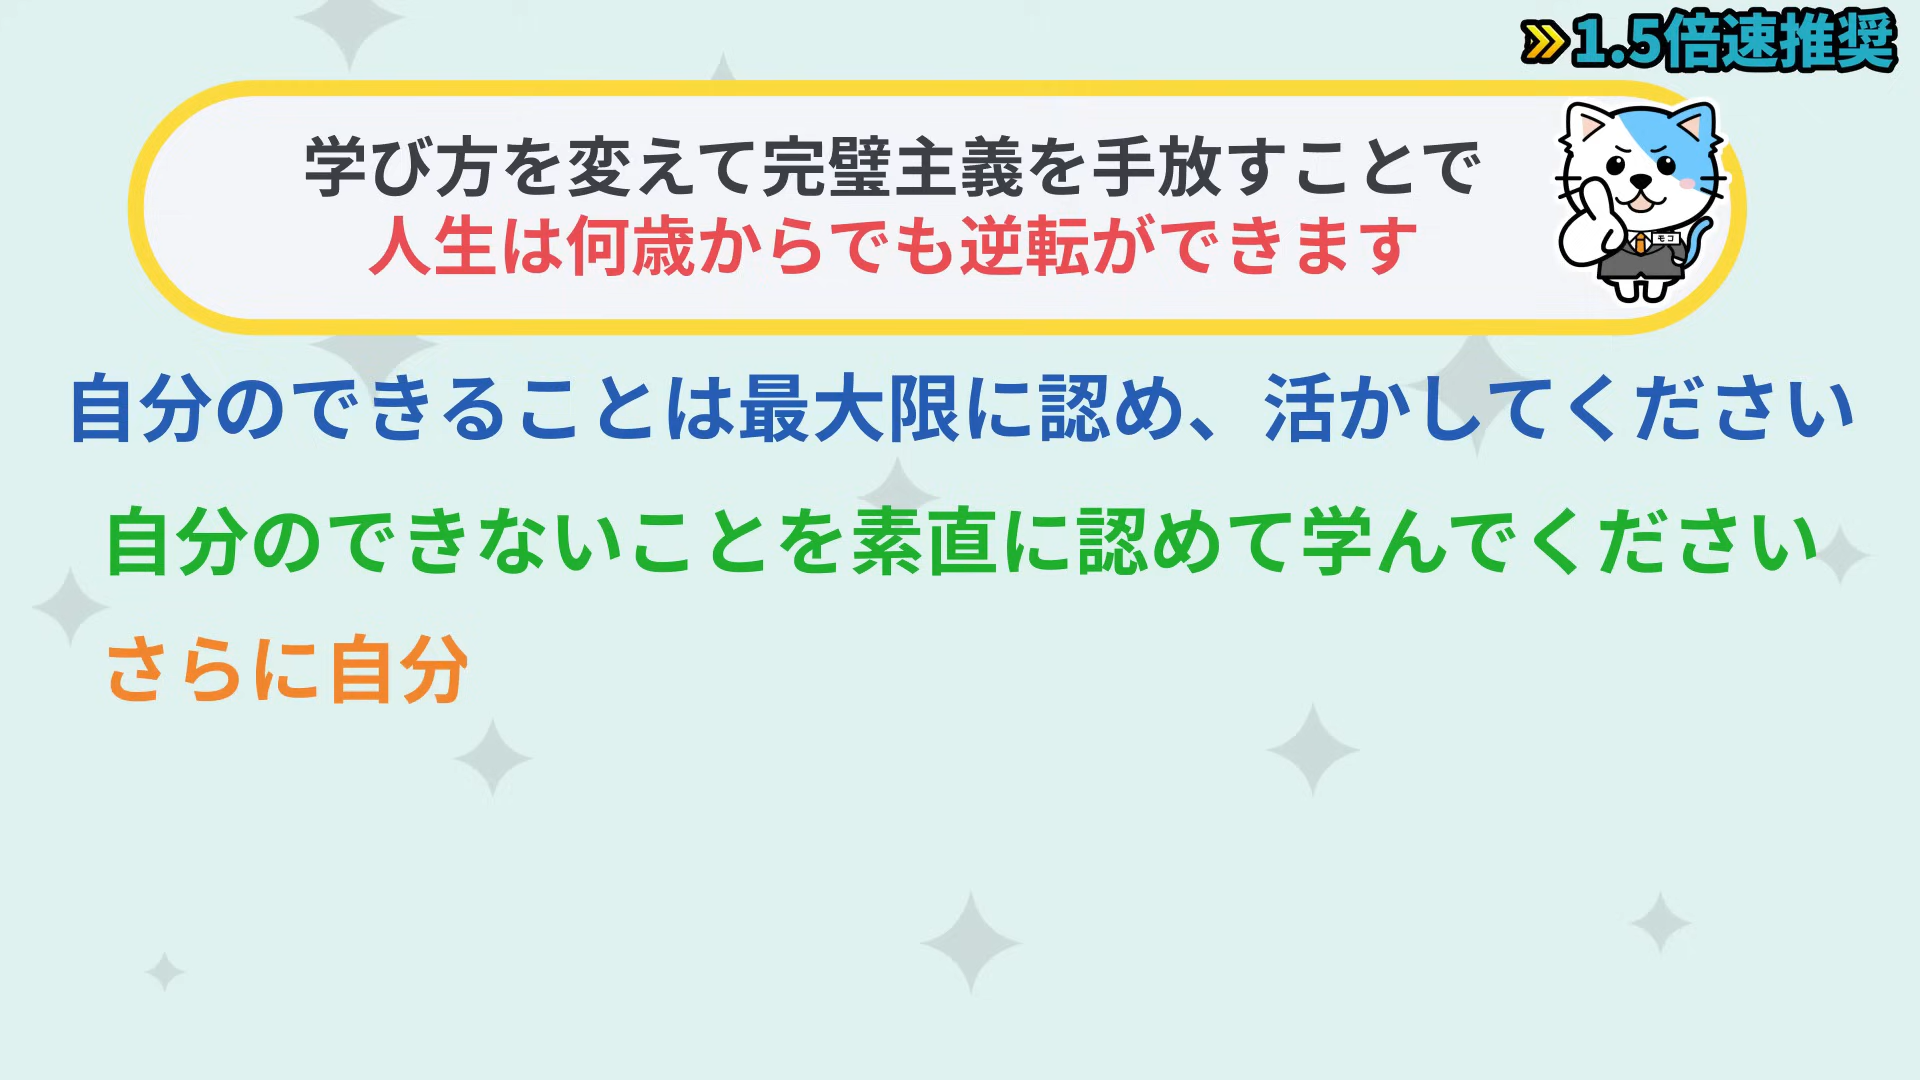 1.5倍速推奨
学び方を変えて完璧主義を手放すことで
人生は何歳からでも逆転ができます
モコ
自分のできることは最大限に認め、活かしてください
自分のできないことを素直に認めて学んでください
さらに自分